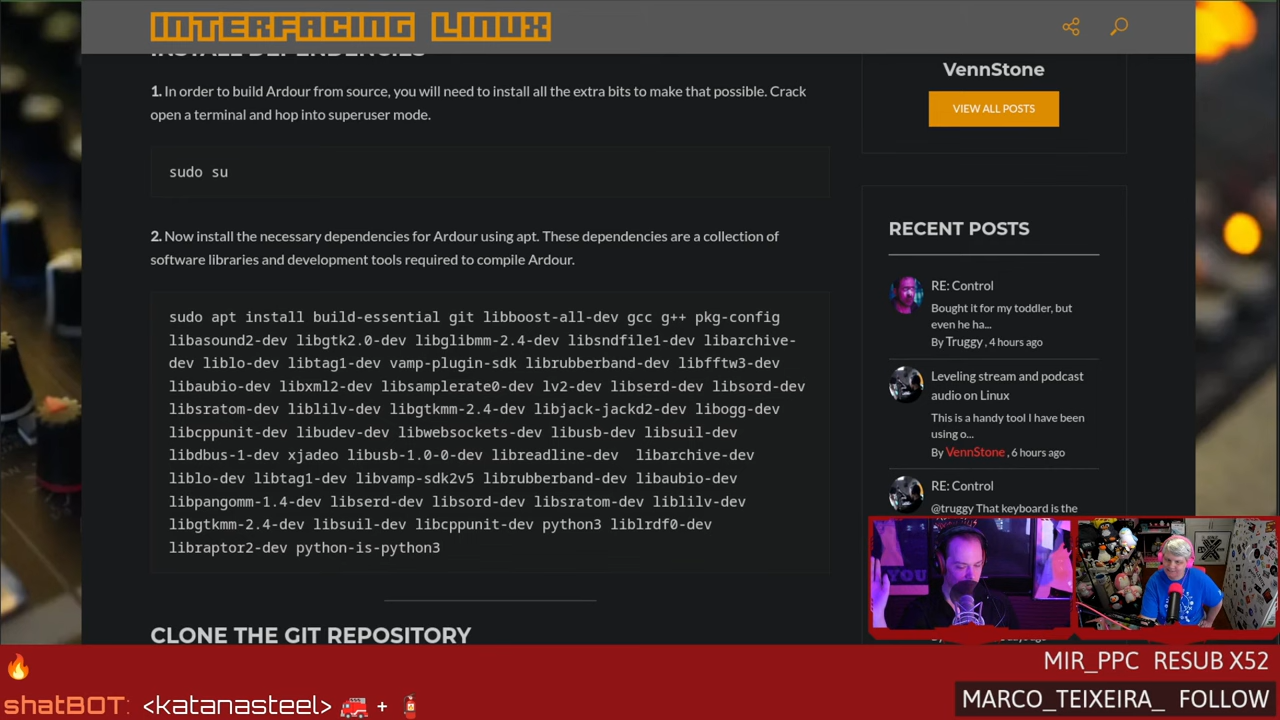 INTERFACING LINUX
INSTALL DEPENDENCIES
1. In order to build Ardour from source, you will need to install all the extra bits to make that possible. Crack
open a terminal and hop into superuser mode.
sudo su
2. Now install the necessary dependencies for Ardour using apt. These dependencies are a collection of
software libraries and development tools required to compile Ardour.
sudo apt install build-essential git libboost-all-dev gcc g++ pkg-config
libasound2-dev libgtk2.0-dev libglibmm-2.4-dev libsndfile1-dev libarchive-
dev liblo-dev libtag1-dev vamp-plugin-sdk librubberband-dev libfftw3-dev
libaubio-dev libxml2-dev libsamplerate0-dev lv2-dev libserd-dev libsord-dev
libsratom-dev liblilv-dev libgtkmm-2.4-dev libjack-jackd2-dev libogg-dev
libcppunit-dev libudev-dev libwebsockets-dev libusb-dev libsuil-dev
libdbus-1-dev xjadeo libusb-1.0-0-dev libreadline-dev  libarchive-dev
liblo-dev libtag1-dev libvamp-sdk2v5 librubberband-dev libaubio-dev
libpangomm-1.4-dev libserd-dev libsord-dev libsratom-dev liblilv-dev
libgtkmm-2.4-dev libsuil-dev libcppunit-dev python3 liblrdf0-dev
libraptor2-dev python-is-python3
CLONE THE GIT REPOSITORY
VennStone
VIEW ALL POSTS
RECENT POSTS
RE: Control
Bought it for my toddler, but
even he ha...
By Truggy , 4 hours ago
Leveling stream and podcast
audio on Linux
This is a handy tool I have been
using o...
By VennStone , 6 hours ago
RE: Control
@truggy That keyboard is the
YOU
MIR_PPC RESUB X52
shatBOT: <katanasteel> 🚒 + 🧯
MARCO_TEIXEIRA_ FOLLOW